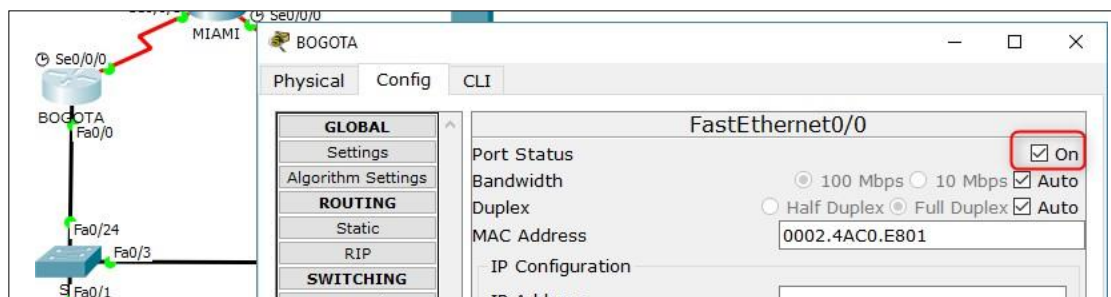 Se0/0/0
MIAMI
Se0/0/0
BOGOTA
Fa0/0
Fa0/24
Fa0/3
Fa0/1
BOGOTA
Physical Config CLI
GLOBAL
Settings
Algorithm Settings
ROUTING
Static
RIP
SWITCHING
FastEthernet0/0
Port Status On
Bandwidth 100 Mbps 10 Mbps Auto
Duplex Half Duplex Full Duplex Auto
MAC Address 0002.4AC0.E801
IP Configuration